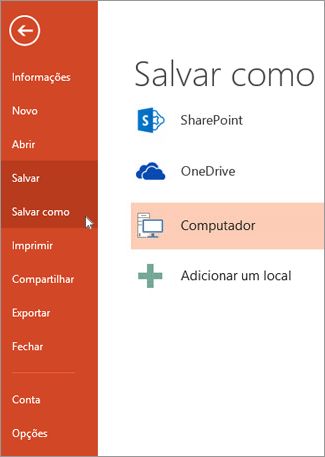 Informações
Novo
Abrir
Salvar
Salvar como
Imprimir
Compartilhar
Exportar
Fechar
Conta
Opções
Salvar como
SharePoint
OneDrive
Computador
Adicionar um local